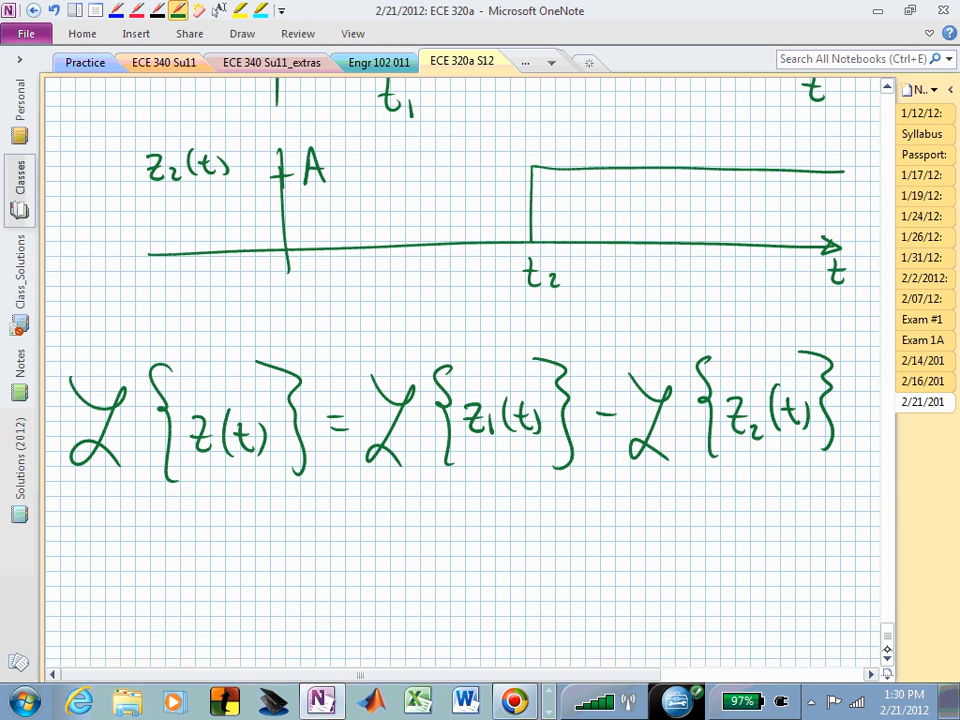 2/21/2012: ECE 320a - Microsoft OneNote
File Home Insert Share Draw Review View
Practice ECE 340 Su11 ECE 340 Su11_extras Engr 102 011 ECE 320a S12 ...
Search All Notebooks (Ctrl+E)
Personal
Classes
Class_Solutions
Notes
Solutions (2012)
t₁ t
z₂(t) A
t₂ t
ℒ{z(t)} = ℒ{z₁(t)} - ℒ{z₂(t)}
N..
1/12/12:
Syllabus
Passport:
1/17/12:
1/19/12:
1/24/12:
1/26/12:
1/31/12:
2/2/2012:
2/07/12:
Exam #1
Exam 1A
2/14/201
2/16/201
2/21/201
97%
1:30 PM
2/21/2012